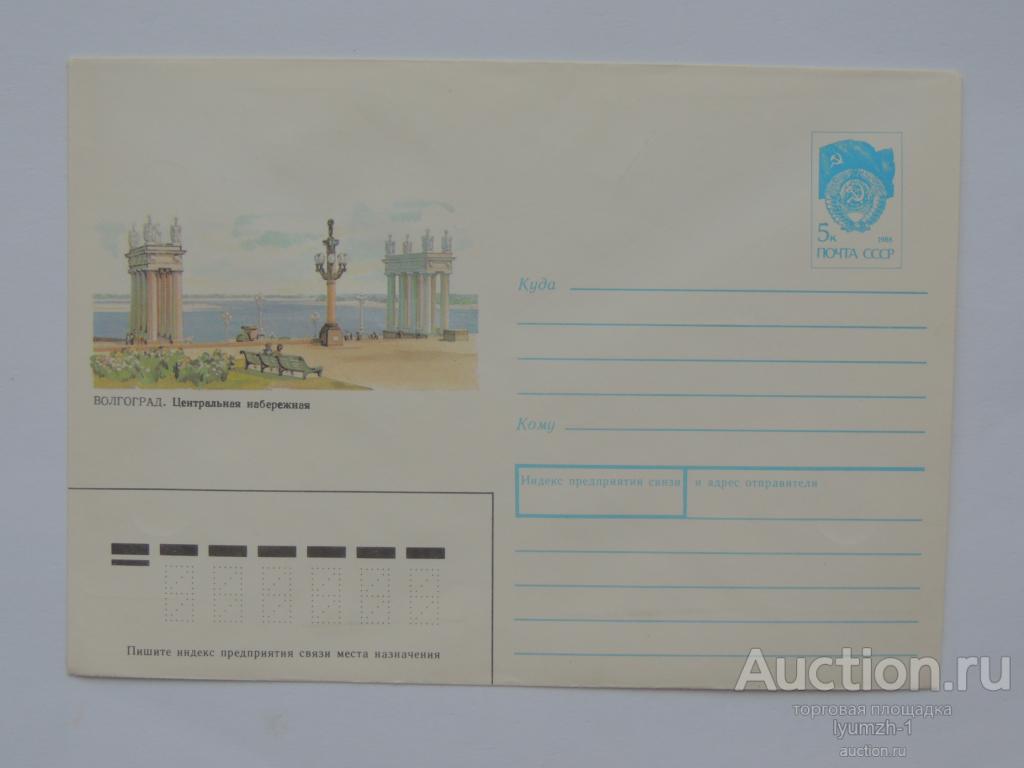 5к 1988
ПОЧТА СССР
Куда
ВОЛГОГРАД. Центральная набережная
Кому
Индекс предприятия связи и адрес отправителя
Пишите индекс предприятия связи места назначения
Auction.ru
торговая площадка
lyumzh-1
auction.ru